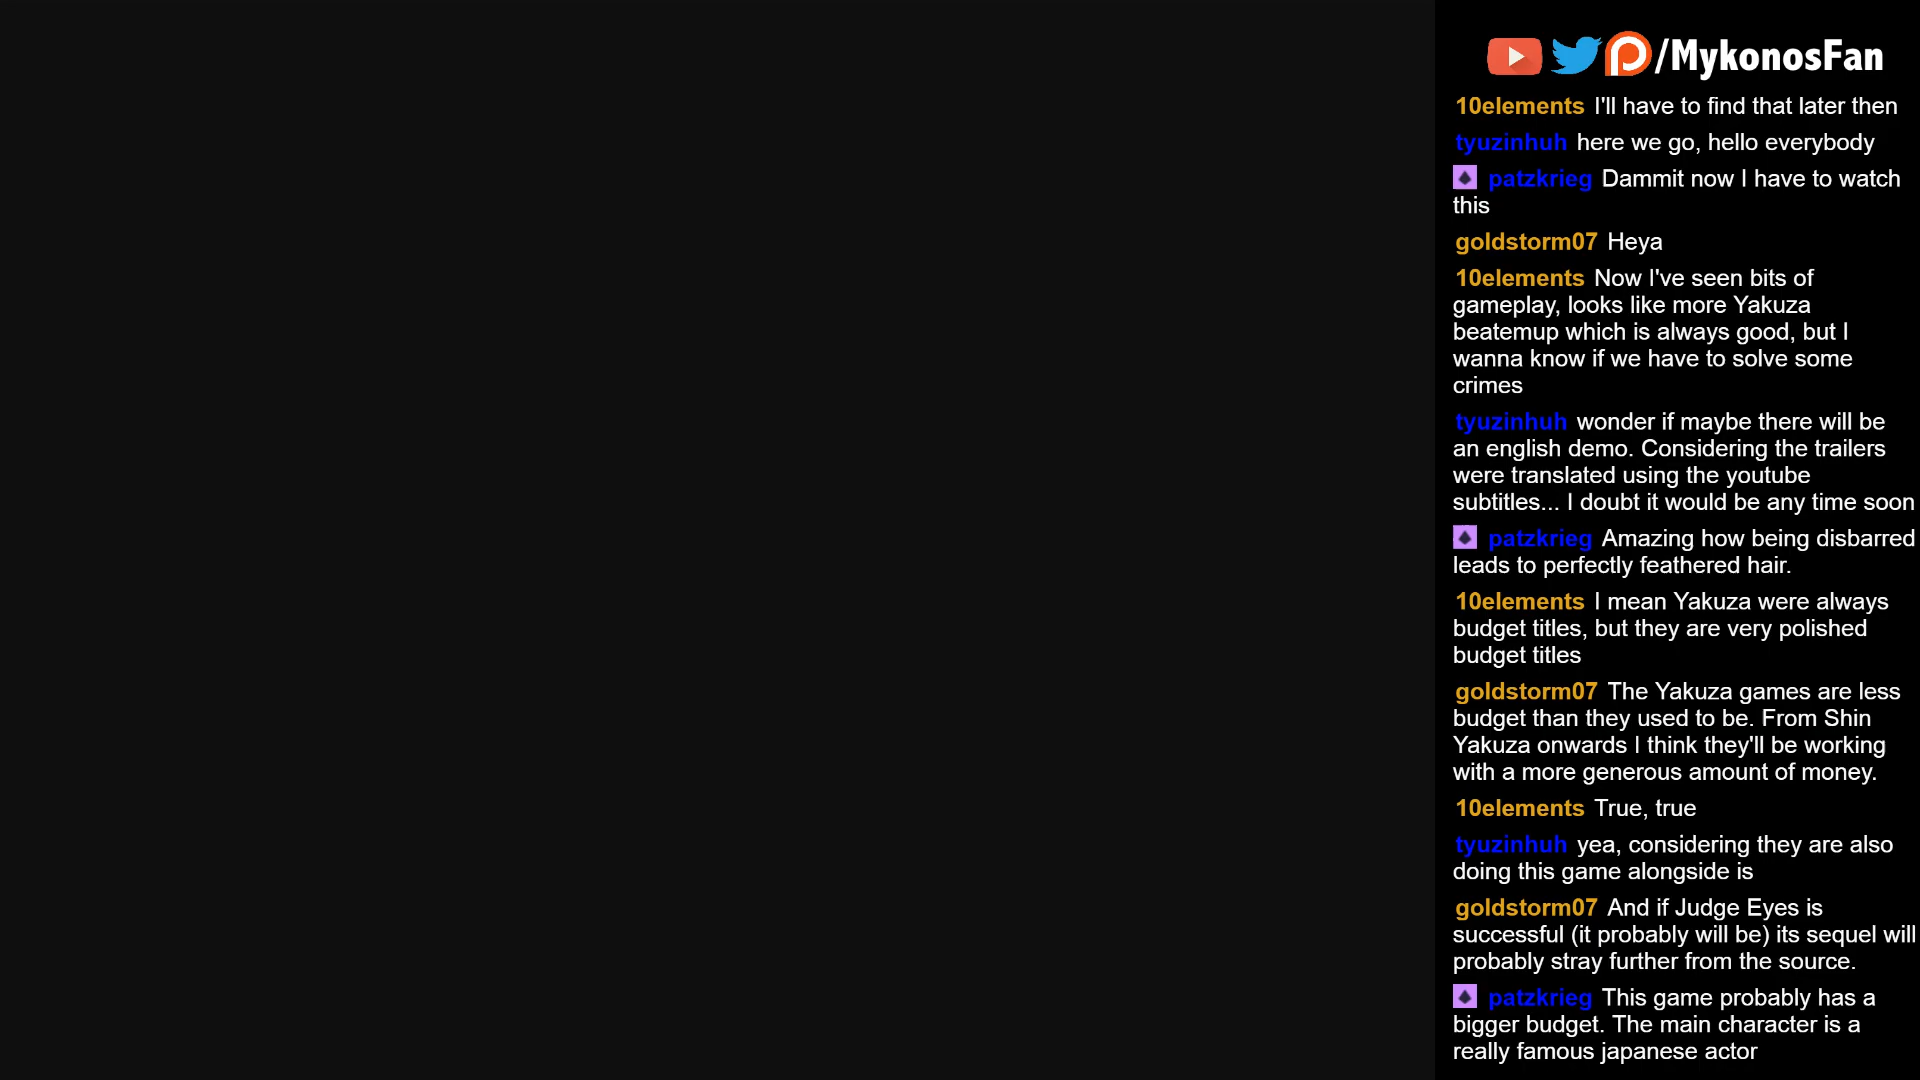 /MykonosFan
10elements I'll have to find that later then
tyuzinhuh here we go, hello everybody
patzkrieg Dammit now I have to watch
this
goldstorm07 Heya
10elements Now I've seen bits of
gameplay, looks like more Yakuza
beatemup which is always good, but I
wanna know if we have to solve some
crimes
tyuzinhuh wonder if maybe there will be
an english demo. Considering the trailers
were translated using the youtube
subtitles... I doubt it would be any time soon
patzkrieg Amazing how being disbarred
leads to perfectly feathered hair.
10elements I mean Yakuza were always
budget titles, but they are very polished
budget titles
goldstorm07 The Yakuza games are less
budget than they used to be. From Shin
Yakuza onwards I think they'll be working
with a more generous amount of money.
10elements True, true
tyuzinhuh yea, considering they are also
doing this game alongside is
goldstorm07 And if Judge Eyes is
successful (it probably will be) its sequel will
probably stray further from the source.
patzkrieg This game probably has a
bigger budget. The main character is a
really famous japanese actor